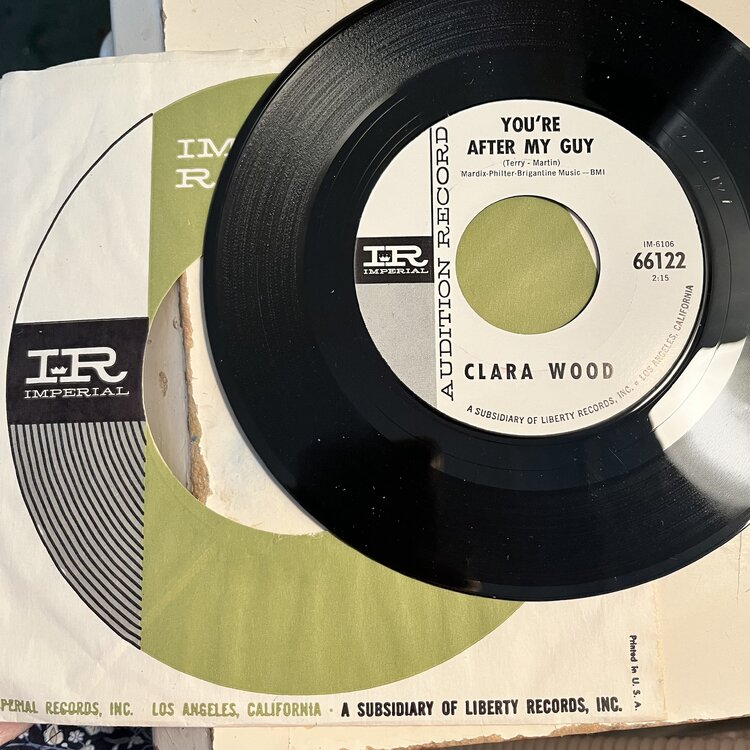 YOU'RE
AFTER MY GUY
(Terry - Martin)
Mardix-Philter-Brigantine Music — BMI
AUDITION RECORD
IR
IMPERIAL
IM-6106
66122
2:15
CLARA WOOD
A SUBSIDIARY OF LIBERTY RECORDS, INC. - LOS ANGELES, CALIFORNIA
IM
R
IR
IMPERIAL
Printed in U. S. A.
PERIAL RECORDS, INC. LOS ANGELES, CALIFORNIA · A SUBSIDIARY OF LIBERTY RECORDS, INC.